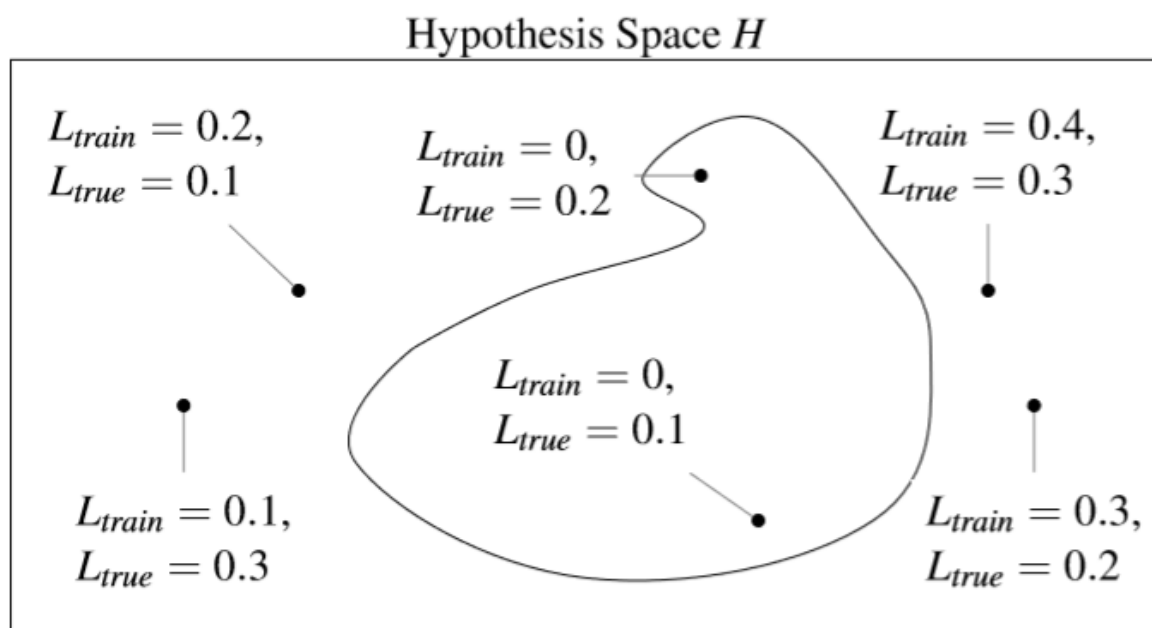 Hypothesis Space H
L_train = 0.2,
L_true = 0.1
L_train = 0,
L_true = 0.2
L_train = 0.4,
L_true = 0.3
L_train = 0,
L_true = 0.1
L_train = 0.1,
L_true = 0.3
L_train = 0.3,
L_true = 0.2